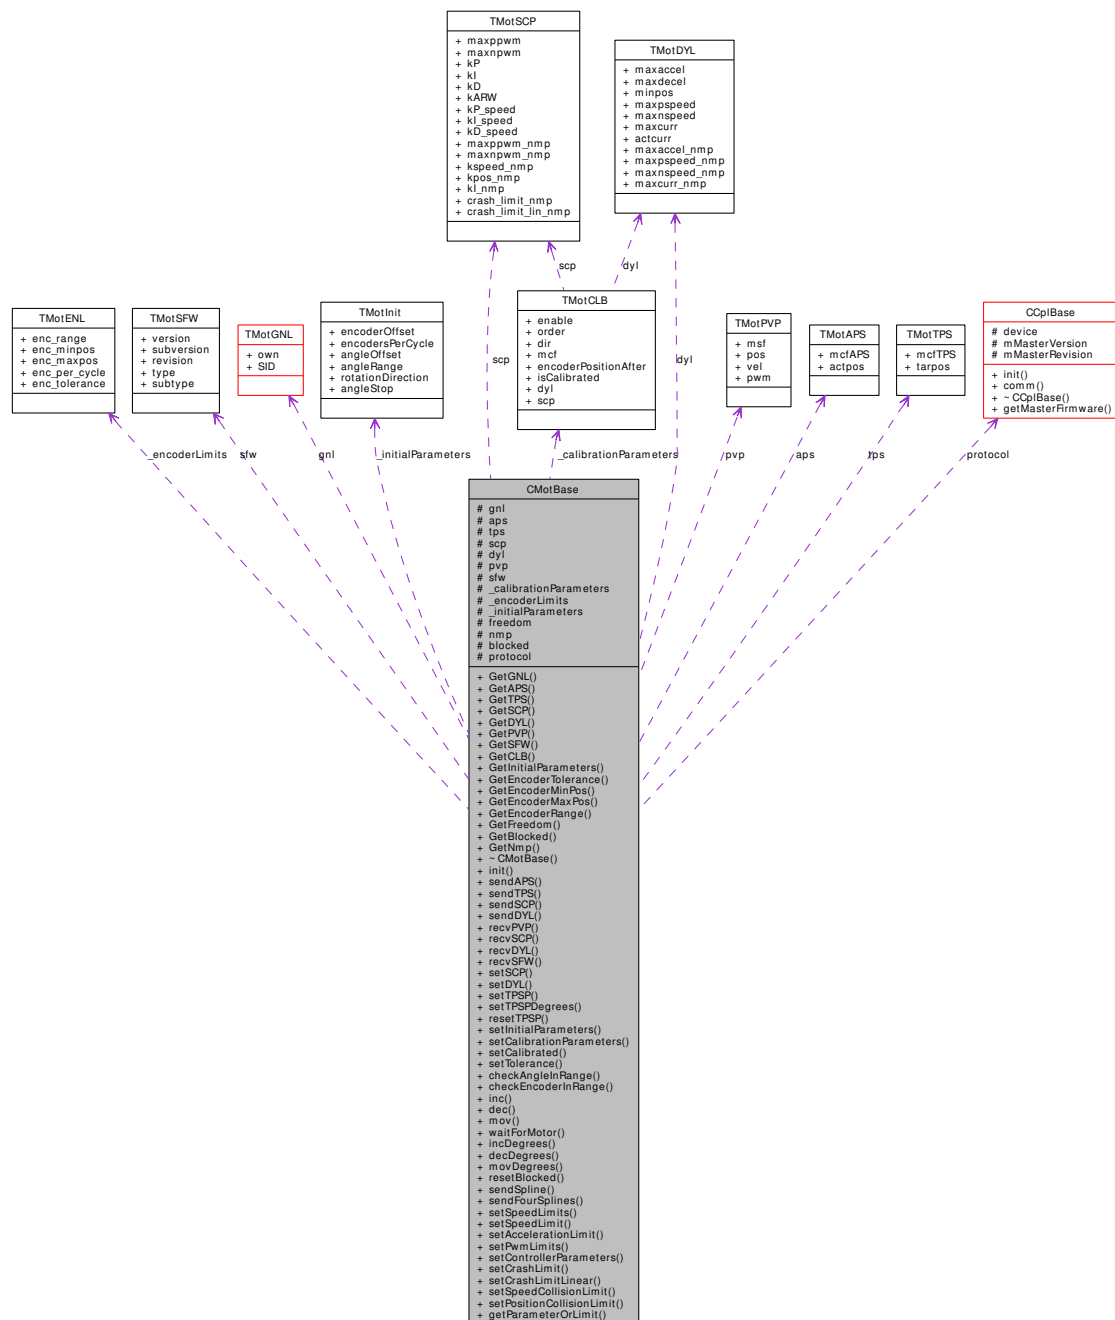 TMotSCP
+ maxppwm
+ maxnpwm
+ kP
+ kI
+ kD
+ kARW
+ kP_speed
+ kI_speed
+ kD_speed
+ maxppwm_nmp
+ maxnpwm_nmp
+ kspeed_nmp
+ kpos_nmp
+ kI_nmp
+ crash_limit_nmp
+ crash_limit_lin_nmp
TMotDYL
+ maxaccel
+ maxdecel
+ minpos
+ maxpspeed
+ maxnspeed
+ maxcurr
+ actcurr
+ maxaccel_nmp
+ maxpspeed_nmp
+ maxnspeed_nmp
+ maxcurr_nmp
scp
dyl
TMotENL
+ enc_range
+ enc_minpos
+ enc_maxpos
+ enc_per_cycle
+ enc_tolerance
TMotSFW
+ version
+ subversion
+ revision
+ type
+ subtype
TMotGNL
+ own
+ SID
TMotInit
+ encoderOffset
+ encodersPerCycle
+ angleOffset
+ angleRange
+ rotationDirection
+ angleStop
scp
TMotCLB
+ enable
+ order
+ dir
+ mcf
+ encoderPositionAfter
+ isCalibrated
+ dyl
+ scp
dyl
TMotPVP
+ msf
+ pos
+ vel
+ pwm
TMotAPS
+ mcfAPS
+ actpos
TMotTPS
+ mcfTPS
+ tarpos
CCplBase
# device
# mMasterVersion
# mMasterRevision
+ init()
+ comm()
+ ~CCplBase()
+ getMasterFirmware()
_encoderLimits
sfw
gnl
_initialParameters
_calibrationParameters
pvp
aps
tps
protocol
CMotBase
# gnl
# aps
# tps
# scp
# dyl
# pvp
# sfw
# _calibrationParameters
# _encoderLimits
# _initialParameters
# freedom
# nmp
# blocked
# protocol
+ GetGNL()
+ GetAPS()
+ GetTPS()
+ GetSCP()
+ GetDYL()
+ GetPVP()
+ GetSFW()
+ GetCLB()
+ GetInitialParameters()
+ GetEncoderTolerance()
+ GetEncoderMinPos()
+ GetEncoderMaxPos()
+ GetEncoderRange()
+ GetFreedom()
+ GetBlocked()
+ GetNmp()
+ ~CMotBase()
+ init()
+ sendAPS()
+ sendTPS()
+ sendSCP()
+ sendDYL()
+ recvPVP()
+ recvSCP()
+ recvDYL()
+ recvSFW()
+ setSCP()
+ setDYL()
+ setTPSP()
+ setTPSPDegrees()
+ resetTPSP()
+ setInitialParameters()
+ setCalibrationParameters()
+ setCalibrated()
+ setTolerance()
+ checkAngleInRange()
+ checkEncoderInRange()
+ inc()
+ dec()
+ mov()
+ waitForMotor()
+ incDegrees()
+ decDegrees()
+ movDegrees()
+ resetBlocked()
+ sendSpline()
+ sendFourSplines()
+ setSpeedLimits()
+ setSpeedLimit()
+ setAccelerationLimit()
+ setPwmLimits()
+ setControllerParameters()
+ setCrashLimit()
+ setCrashLimitLinear()
+ setSpeedCollisionLimit()
+ setPositionCollisionLimit()
+ getParameterOrLimit()